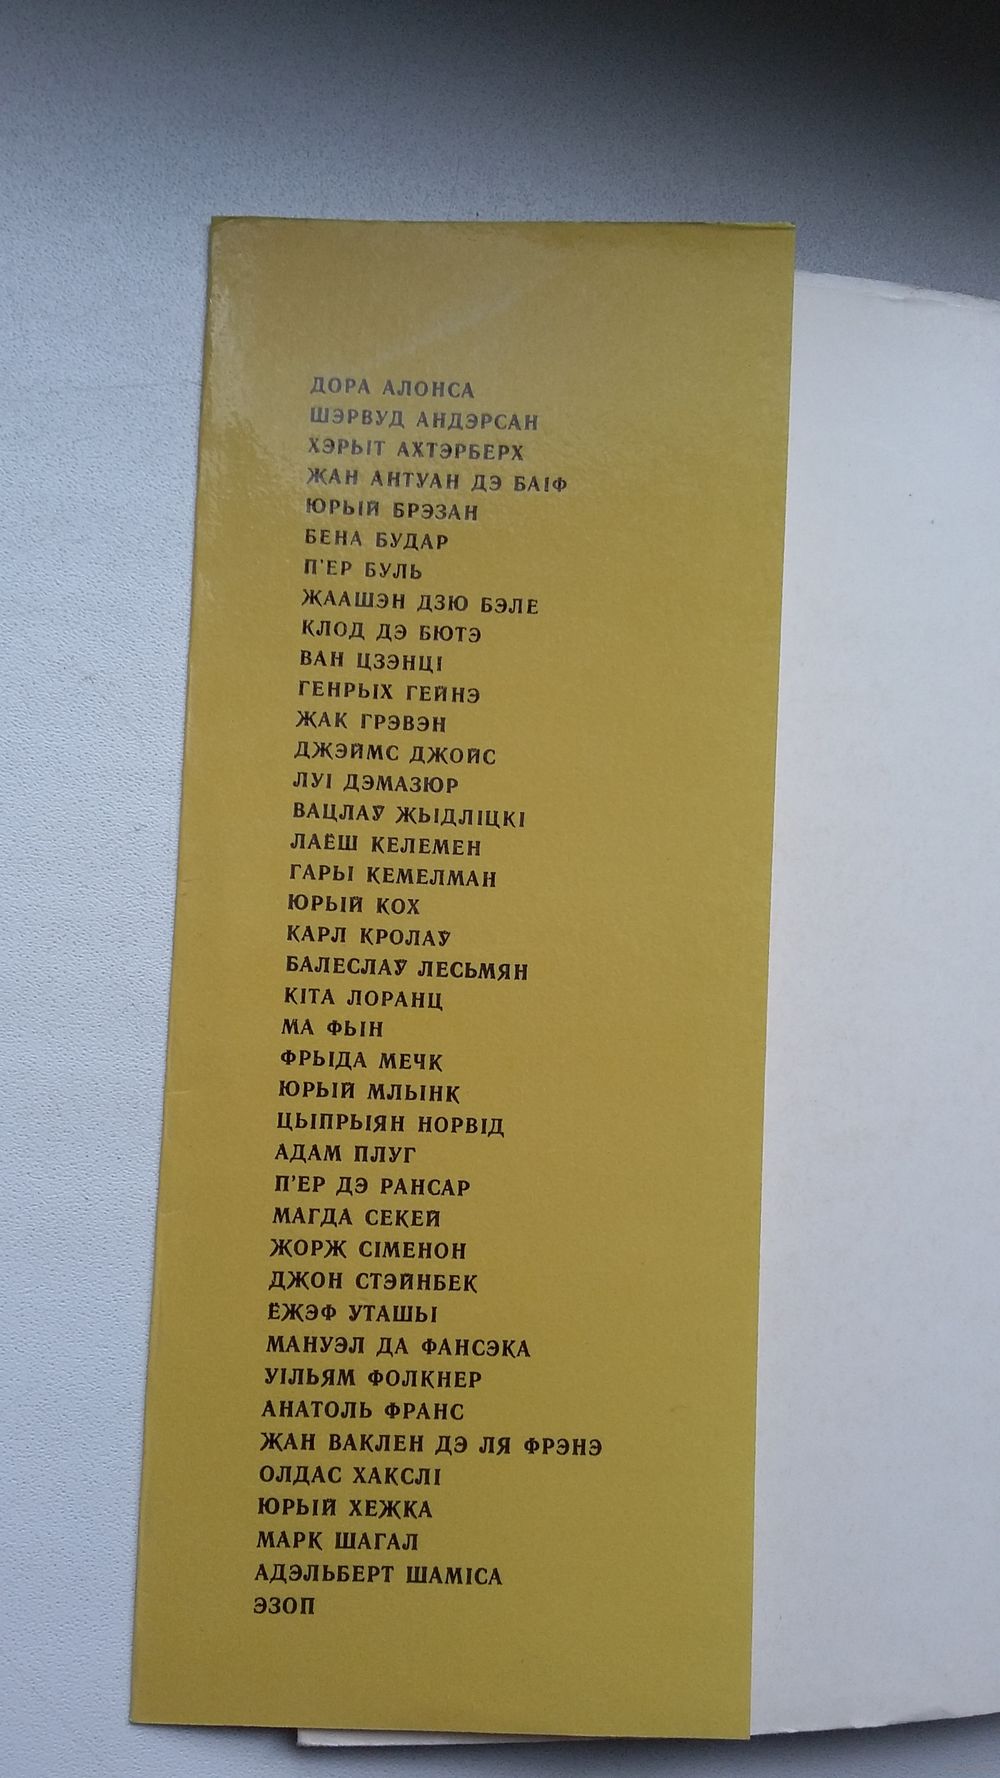 ДОРА АЛОНСА
ШЭРВУД АНДЭРСАН
ХЭРЫТ АХТЭРБЕРХ
ЖАН АНТУАН ДЭ БАІФ
ЮРЫЙ БРЭЗАН
БЕНА БУДАР
П'ЕР БУЛЬ
ЖААШЭН ДЗЮ БЭЛЕ
КЛОД ДЭ БЮТЭ
ВАН ЦЗЭНЦІ
ГЕНРЫХ ГЕЙНЭ
ЖАК ГРЭВЭН
ДЖЭЙМС ДЖОЙС
ЛУІ ДЭМАЗЮР
ВАЦЛАЎ ЖЫДЛІЦКІ
ЛАЁШ КЕЛЕМЕН
ГАРЫ КЕМЕЛМАН
ЮРЫЙ КОХ
КАРЛ КРОЛАЎ
БАЛЕСЛАЎ ЛЕСЬМЯН
КІТА ЛОРАНЦ
МА ФЫН
ФРЫДА МЕЧК
ЮРЫЙ МЛЫНК
ЦЫПРЫЯН НОРВІД
АДАМ ПЛУГ
П'ЕР ДЭ РАНСАР
МАГДА СЕКЕЙ
ЖОРЖ СІМЕНОН
ДЖОН СТЭЙНБЕК
ЁЖЭФ УТАШЫ
МАНУЭЛ ДА ФАНСЭКА
УІЛЬЯМ ФОЛКНЕР
АНАТОЛЬ ФРАНС
ЖАН ВАКЛЕН ДЭ ЛЯ ФРЭНЭ
ОЛДАС ХАКСЛІ
ЮРЫЙ ХЕЖКА
МАРК ШАГАЛ
АДЭЛЬБЕРТ ШАМІСА
ЭЗОП